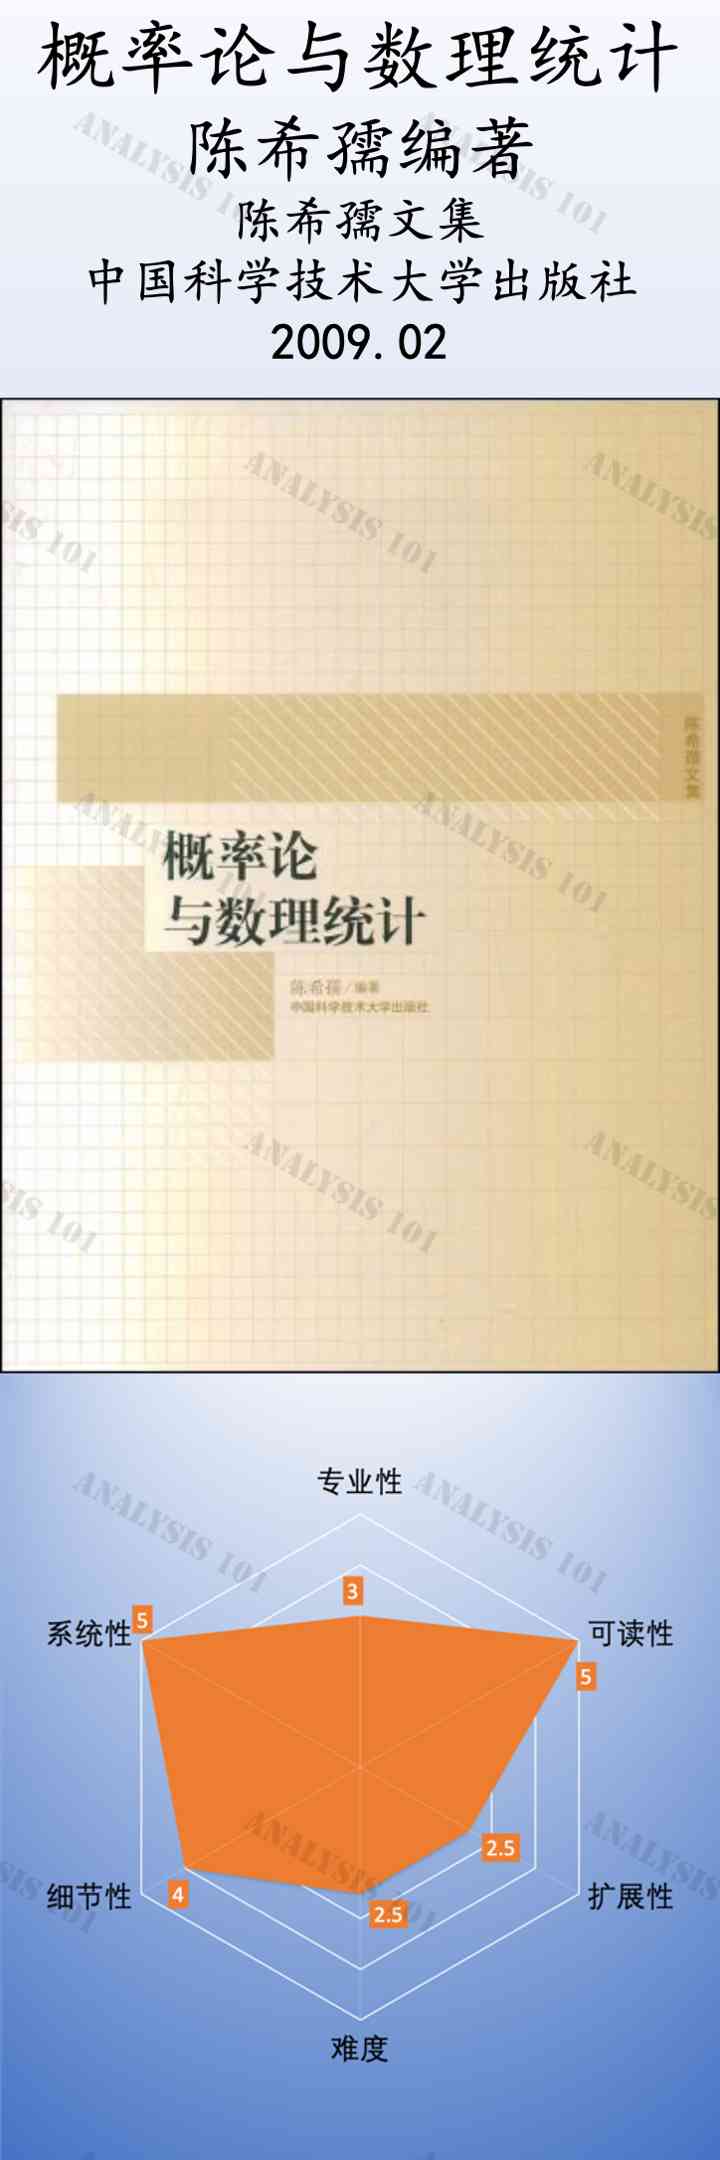 概率论与数理统计
陈希孺编著
陈希孺文集
中国科学技术大学出版社
2009.02
陈希孺文集
概率论
与数理统计
陈希孺/编著
中国科学技术大学出版社
专业性
3
系统性
5
可读性
5
细节性
4
扩展性
2.5
2.5
难度
ANALYSIS 101